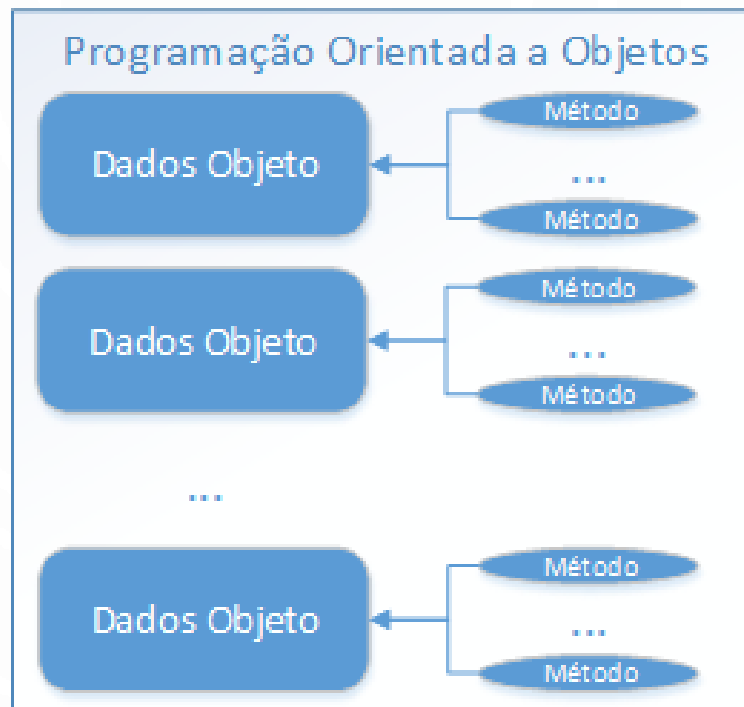 Programação Orientada a Objetos
Dados Objeto
Método
...
Método
Dados Objeto
Método
...
Método
...
Dados Objeto
Método
...
Método